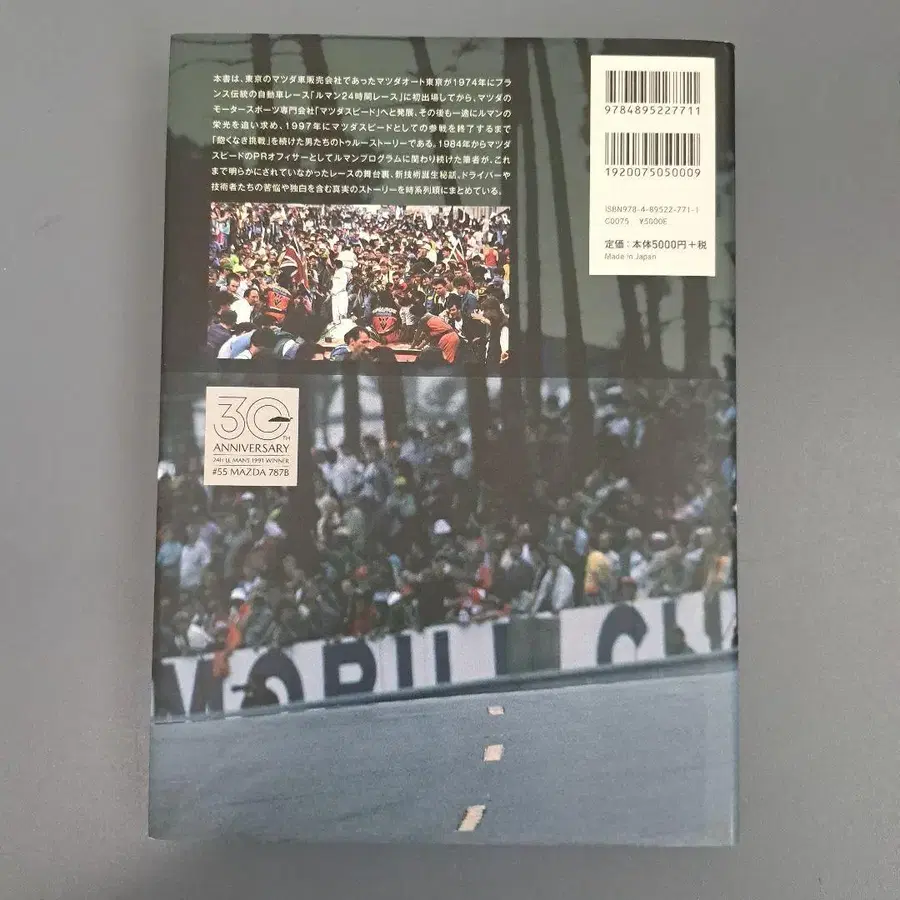 本書は、東京のマツダ車販売会社であったマツダオート東京が1974年にフラ
ンス伝統の自動車レース「ルマン24時間レース」に初出場してから、マツダの
モータースポーツ専門会社「マツダスピード」へと発展、その後も一途にルマンの
栄光を追い求め、1997年にマツダスピードとしての参戦を終了するまで
「飽くなき挑戦」を続けた男たちのトゥルーストーリーである。1984年からマツダ
スピードのPRオフィサーとしてルマンプログラムに関わり続けた筆者が、これ
まで明らかにされていなかったレースの舞台裏、新技術誕生秘話。ドライバーや
技術者たちの苦悩や独白を含む真実のストーリーを時系列順にまとめている。
9784895227711
1920075050009
ISBN978-4-89522-771-1
C0075 ¥5000E
定価:本体5000円+税
Made in Japan
30TH
ANNIVERSARY
24H LE MANS 1991 WINNER
#55 MAZDA 787B
MOBIL